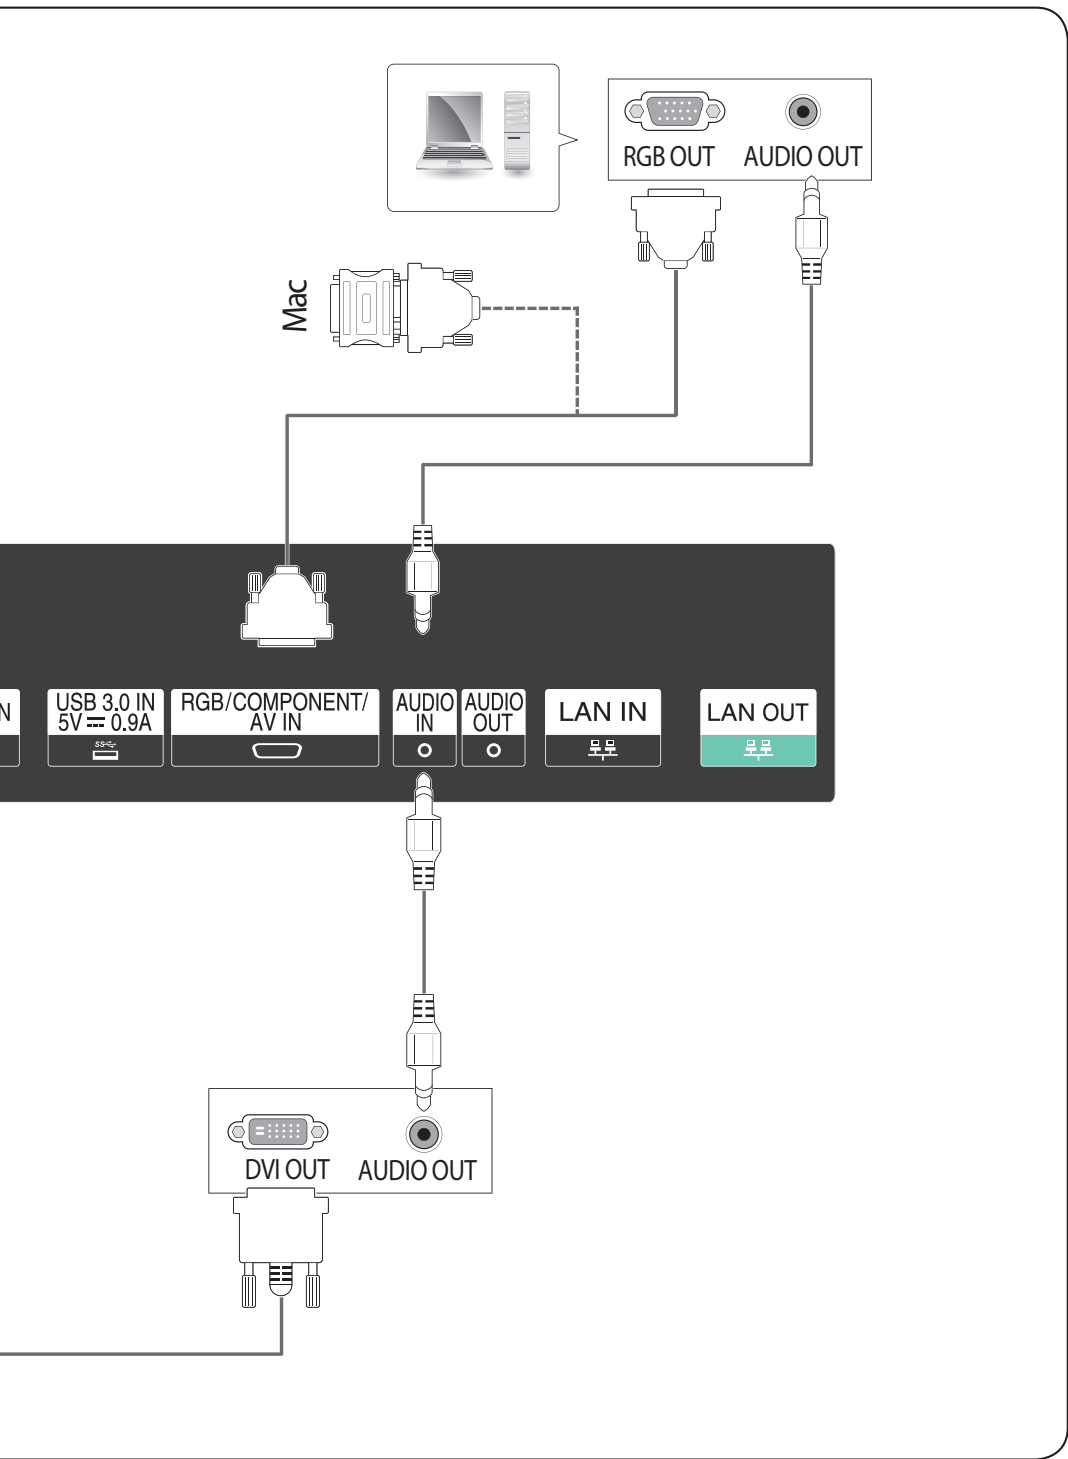 RGB OUT
AUDIO OUT
Mac
N
USB 3.0 IN
5V ⎓ 0.9A
SS
RGB/COMPONENT/
AV IN
AUDIO
IN
AUDIO
OUT
LAN IN
LAN OUT
DVI OUT
AUDIO OUT